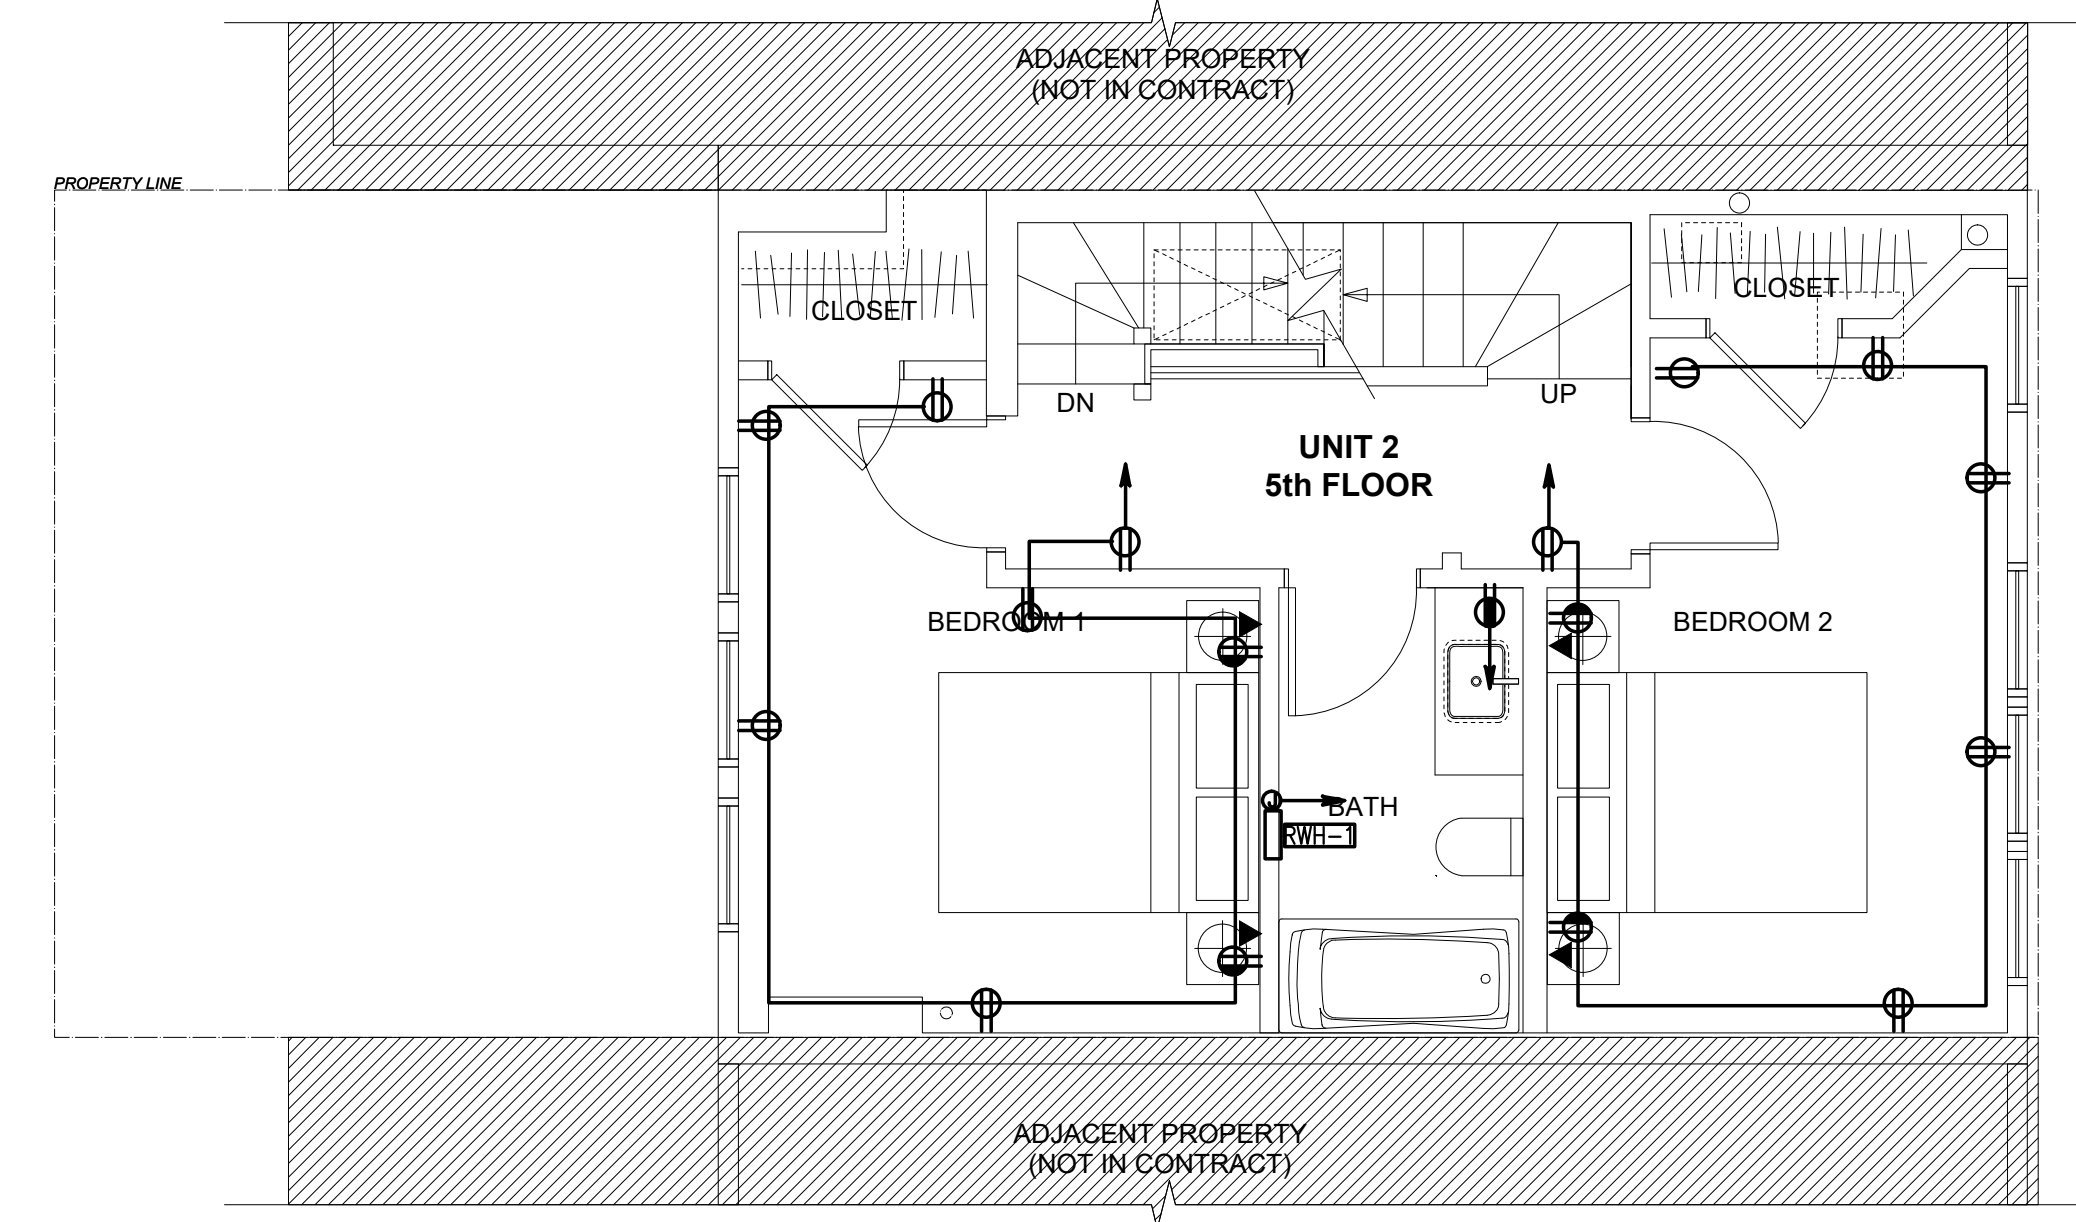 ADJACENT PROPERTY
(NOT IN CONTRACT)
PROPERTY LINE
CLOSET
CLOSET
DN
UP
UNIT 2
5th FLOOR
BEDROOM 1
BEDROOM 2
BATH
RWH-1
ADJACENT PROPERTY
(NOT IN CONTRACT)